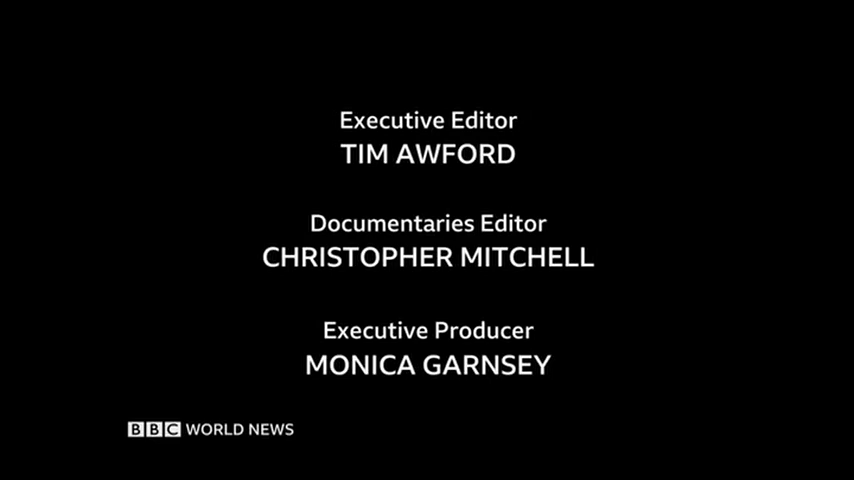 Executive Editor
TIM AWFORD
Documentaries Editor
CHRISTOPHER MITCHELL
Executive Producer
MONICA GARNSEY
BBC WORLD NEWS